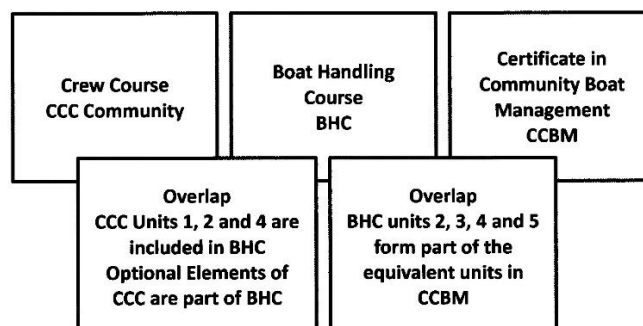 Crew Course
CCC Community
Boat Handling
Course
BHC
Certificate in
Community Boat
Management
CCBM
Overlap
CCC Units 1, 2 and 4 are
included in BHC
Optional Elements of
CCC are part of BHC
Overlap
BHC units 2, 3, 4 and 5
form part of the
equivalent units in
CCBM